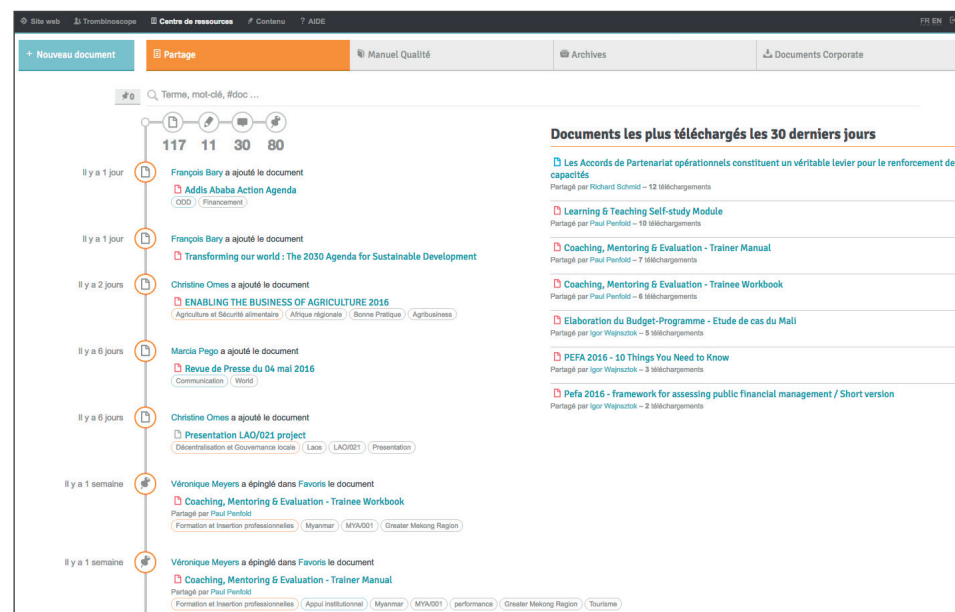 Site web Trombinoscope Centre de ressources Contenu ? AIDE FR EN
+ Nouveau document Partage Manuel Qualité Archives Documents Corporate
0 Terme, mot-clé, #doc ...
117 11 30 80
Documents les plus téléchargés les 30 derniers jours
Il y a 1 jour François Bary a ajouté le document
Addis Ababa Action Agenda
ODD Financement
Il y a 1 jour François Bary a ajouté le document
Transforming our world : The 2030 Agenda for Sustainable Development
Il y a 2 jours Christine Omes a ajouté le document
ENABLING THE BUSINESS OF AGRICULTURE 2016
Agriculture et Sécurité alimentaire Afrique régionale Bonne Pratique Agribusiness
Il y a 6 jours Marcia Pego a ajouté le document
Revue de Presse du 04 mai 2016
Communication World
Il y a 6 jours Christine Omes a ajouté le document
Presentation LAO/021 project
Décentralisation et Gouvernance locale Laos LAO/021 Presentation
Il y a 1 semaine Véronique Meyers a épinglé dans Favoris le document
Coaching, Mentoring & Evaluation - Trainee Workbook
Partagé par Paul Penfold
Formation et Insertion professionnelles Myanmar MYA/001 Greater Mekong Region
Il y a 1 semaine Véronique Meyers a épinglé dans Favoris le document
Coaching, Mentoring & Evaluation - Trainer Manual
Partagé par Paul Penfold
Formation et Insertion professionnelles Appui institutionnel Myanmar MYA/001 performance Greater Mekong Region Tourisme
Les Accords de Partenariat opérationnels constituent un véritable levier pour le renforcement de
capacités
Partagé par Richard Schmid – 12 téléchargements
Learning & Teaching Self-study Module
Partagé par Paul Penfold – 10 téléchargements
Coaching, Mentoring & Evaluation - Trainer Manual
Partagé par Paul Penfold – 7 téléchargements
Coaching, Mentoring & Evaluation - Trainee Workbook
Partagé par Paul Penfold – 6 téléchargements
Elaboration du Budget-Programme - Etude de cas du Mali
Partagé par Igor Wajnsztok – 5 téléchargements
PEFA 2016 - 10 Things You Need to Know
Partagé par Igor Wajnsztok – 3 téléchargements
Pefa 2016 - framework for assessing public financial management / Short version
Partagé par Igor Wajnsztok – 2 téléchargements